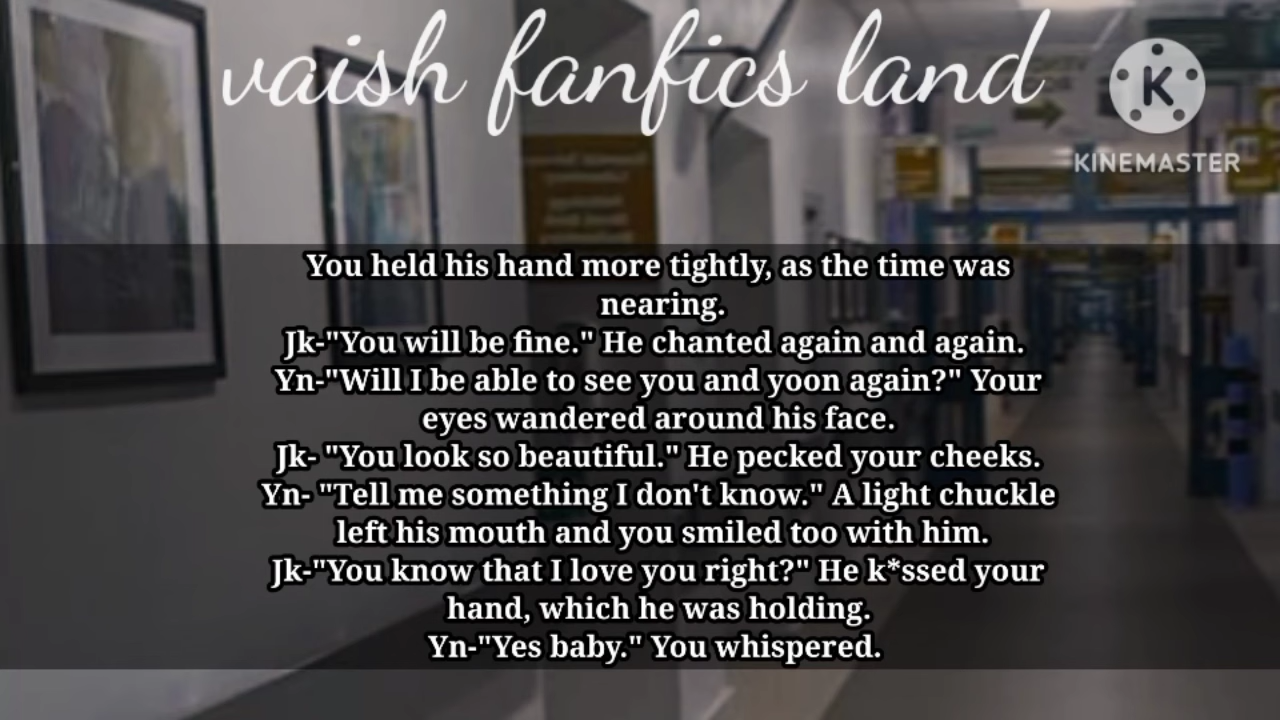 vaish fanfics land
K
KINEMASTER
You held his hand more tightly, as the time was
nearing.
Jk-"You will be fine." He chanted again and again.
Yn-"Will I be able to see you and yoon again?" Your
eyes wandered around his face.
Jk- "You look so beautiful." He pecked your cheeks.
Yn- "Tell me something I don't know." A light chuckle
left his mouth and you smiled too with him.
Jk-"You know that I love you right?" He k*ssed your
hand, which he was holding.
Yn-"Yes baby." You whispered.